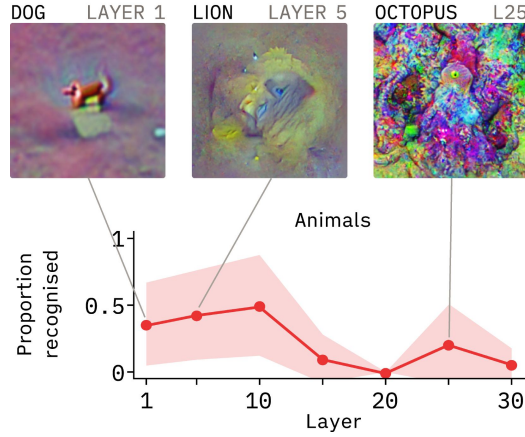 DOG LAYER 1 LION LAYER 5 OCTOPUS L25
Animals
Proportion
recognised
1
0.5
0
1 10 20 30
Layer